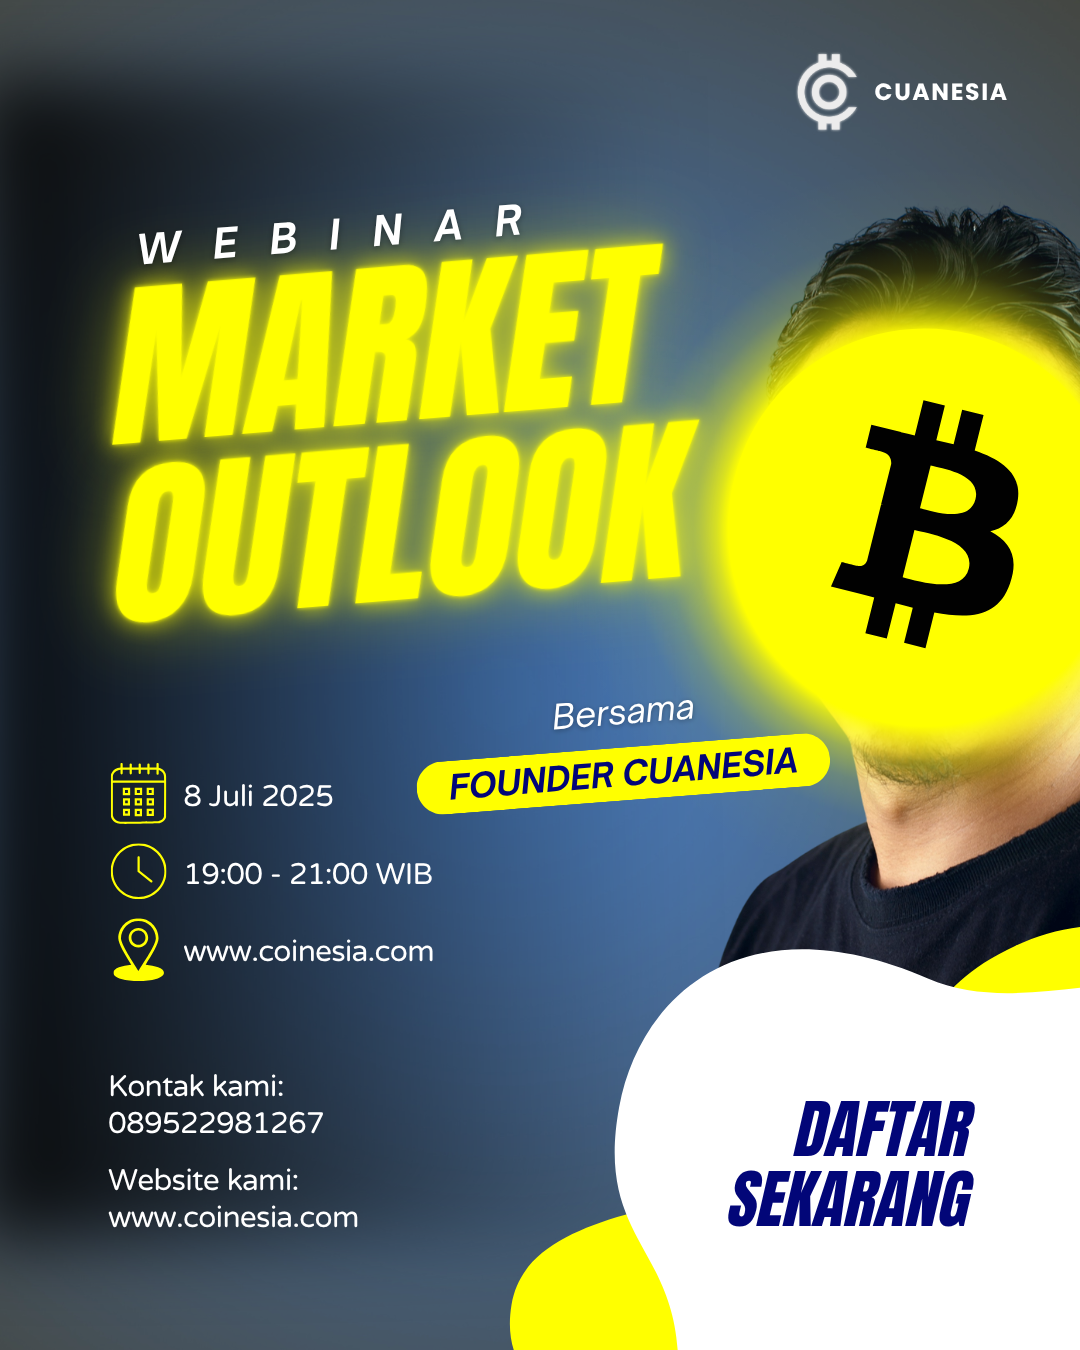 CUANESIA
WEBINAR
MARKET
OUTLOOK
Bersama
FOUNDER CUANESIA
8 Juli 2025
19:00 - 21:00 WIB
www.coinesia.com
Kontak kami:
089522981267
Website kami:
www.coinesia.com
DAFTAR
SEKARANG